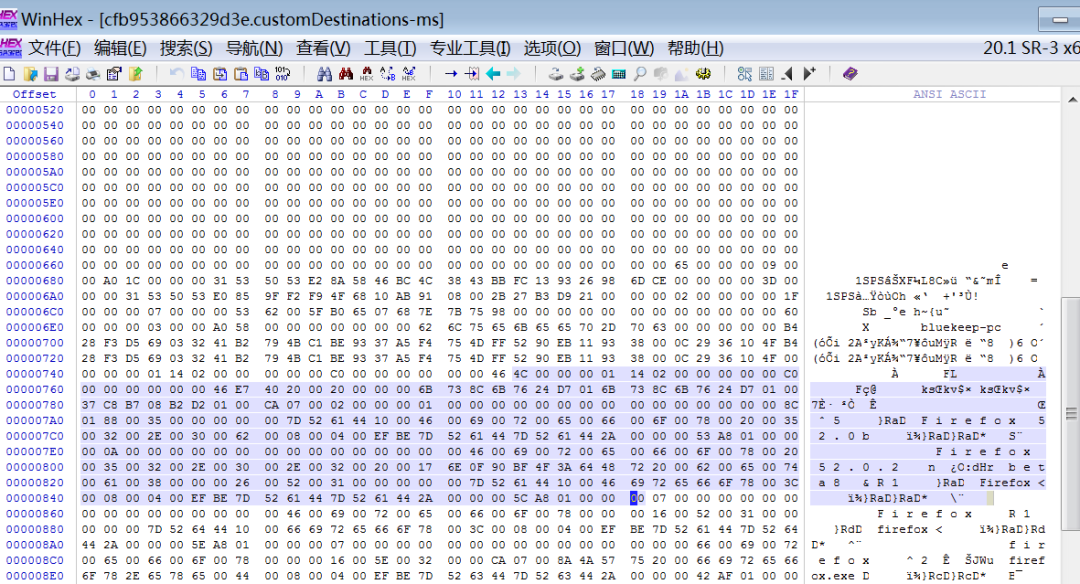 WinHex - [cfb953866329d3e.customDestinations-ms]
文件(F) 编辑(E) 搜索(S) 导航(N) 查看(V) 工具(T) 专业工具(I) 选项(O) 窗口(W) 帮助(H) 20.1 SR-3 x6
Offset 0 1 2 3 4 5 6 7 8 9 A B C D E F 10 11 12 13 14 15 16 17 18 19 1A 1B 1C 1D 1E 1F ANSI ASCII
00000520 00 00 00 00 00 00 00 00 00 00 00 00 00 00 00 00 00 00 00 00 00 00 00 00 00 00 00 00 00 00 00 00
00000540 00 00 00 00 00 00 00 00 00 00 00 00 00 00 00 00 00 00 00 00 00 00 00 00 00 00 00 00 00 00 00 00
00000560 00 00 00 00 00 00 00 00 00 00 00 00 00 00 00 00 00 00 00 00 00 00 00 00 00 00 00 00 00 00 00 00
00000580 00 00 00 00 00 00 00 00 00 00 00 00 00 00 00 00 00 00 00 00 00 00 00 00 00 00 00 00 00 00 00 00
000005A0 00 00 00 00 00 00 00 00 00 00 00 00 00 00 00 00 00 00 00 00 00 00 00 00 00 00 00 00 00 00 00 00
000005C0 00 00 00 00 00 00 00 00 00 00 00 00 00 00 00 00 00 00 00 00 00 00 00 00 00 00 00 00 00 00 00 00
000005E0 00 00 00 00 00 00 00 00 00 00 00 00 00 00 00 00 00 00 00 00 00 00 00 00 00 00 00 00 00 00 00 00
00000600 00 00 00 00 00 00 00 00 00 00 00 00 00 00 00 00 00 00 00 00 00 00 00 00 00 00 00 00 00 00 00 00
00000620 00 00 00 00 00 00 00 00 00 00 00 00 00 00 00 00 00 00 00 00 00 00 00 00 00 00 00 00 00 00 00 00
00000640 00 00 00 00 00 00 00 00 00 00 00 00 00 00 00 00 00 00 00 00 00 00 00 00 00 00 00 00 00 00 00 00
00000660 00 00 00 00 00 00 00 00 00 00 00 00 00 00 00 00 00 00 00 00 00 00 00 00 00 00 65 00 00 00 09 00 e
00000680 00 A0 1C 00 00 00 31 53 50 53 E2 8A 58 46 BC 4C 38 43 BB FC 13 93 26 98 6D CE 00 00 00 00 3D 00 1SPSâŠXF¼L8C»ü “&˜mÎ =
000006A0 00 00 31 53 50 53 E0 85 9F F2 F9 4F 68 10 AB 91 08 00 2B 27 B3 D9 21 00 00 00 02 00 00 00 00 1F 1SPSà…ŸòùOh «‘ +'³Ù!
000006C0 00 00 07 00 00 00 53 00 62 00 5F B0 65 07 68 7E 7B 75 98 00 00 00 00 00 00 00 00 00 00 00 00 60 Sb _°e h~{u˜ `
000006E0 00 00 00 03 00 00 A0 58 00 00 00 00 00 00 00 62 6C 75 65 6B 65 65 70 2D 70 63 00 00 00 00 00 B4 X bluekeep-pc ´
00000700 28 F3 D5 69 03 32 41 B2 79 4B C1 BE 93 37 A5 F4 75 4D FF 52 90 EB 11 93 38 00 0C 29 36 10 4F B4 (óÕi 2A²yKÁ¾“7¥ôuMÿR ë “8 )6 O´
00000720 28 F3 D5 69 03 32 41 B2 79 4B C1 BE 93 37 A5 F4 75 4D FF 52 90 EB 11 93 38 00 0C 29 36 10 4F 00 (óÕi 2A²yKÁ¾“7¥ôuMÿR ë “8 )6 O
00000740 00 00 00 01 14 02 00 00 00 00 00 C0 00 00 00 00 00 00 46 4C 00 00 00 01 14 02 00 00 00 00 00 C0 À FL À
00000760 00 00 00 00 00 00 46 E7 40 20 00 20 00 00 00 6B 73 8C 6B 76 24 D7 01 6B 73 8C 6B 76 24 D7 01 00 Fç@ ksŒkv$× ksŒkv$×
00000780 37 C8 B7 08 B2 D2 01 00 CA 07 00 02 00 00 00 01 00 00 00 00 00 00 00 00 00 00 00 00 00 00 00 8C 7È· ²Ò Ê Œ
000007A0 01 88 00 35 00 00 00 00 00 7D 52 61 44 10 00 46 00 69 00 72 00 65 00 66 00 6F 00 78 00 20 00 35 ˆ 5 }RaD F i r e f o x 5
000007C0 00 32 00 2E 00 30 00 62 00 08 00 04 00 EF BE 7D 52 61 44 7D 52 61 44 2A 00 00 00 53 A8 01 00 00 2 . 0 b ï¾}RaD}RaD* S¨
000007E0 00 0A 00 00 00 00 00 00 00 00 00 00 00 00 00 00 00 46 00 69 00 72 00 65 00 66 00 6F 00 78 00 20 F i r e f o x
00000800 00 35 00 32 00 2E 00 30 00 2E 00 32 00 20 00 17 6E 0F 90 BF 4F 3A 64 48 72 20 00 62 00 65 00 74 5 2 . 0 . 2 n ¿O:dHr b e t
00000820 00 61 00 38 00 00 00 26 00 52 00 31 00 00 00 00 00 7D 52 61 44 10 00 46 69 72 65 66 6F 78 00 3C a 8 & R 1 }RaD Firefox <
00000840 00 08 00 04 00 EF BE 7D 52 61 44 7D 52 61 44 2A 00 00 00 5C A8 01 00 00 00 07 00 00 00 00 00 00 ï¾}RaD}RaD* \¨
00000860 00 00 00 00 00 00 00 00 00 46 00 69 00 72 00 65 00 66 00 6F 00 78 00 00 00 16 00 52 00 31 00 00 F i r e f o x R 1
00000880 00 00 00 7D 52 64 44 10 00 66 69 72 65 66 6F 78 00 3C 00 08 00 04 00 EF BE 7D 52 61 44 7D 52 64 }RdD firefox < ï¾}RaD}Rd
000008A0 44 2A 00 00 00 5E A8 01 00 00 00 07 00 00 00 00 00 00 00 00 00 00 00 00 00 00 00 66 00 69 00 72 D* ^¨ f i r
000008C0 00 65 00 66 00 6F 00 78 00 00 00 16 00 5E 00 32 00 00 CA 07 00 8A 4A 57 75 20 00 66 69 72 65 66 e f o x ^ 2 Ê ŠJWu firef
000008E0 6F 78 2E 65 78 65 00 44 00 08 00 04 00 EF BE 7D 52 63 44 7D 52 63 44 2A 00 00 00 42 AF 01 00 00 ox.exe D ï¾}RcD}RcD* B¯